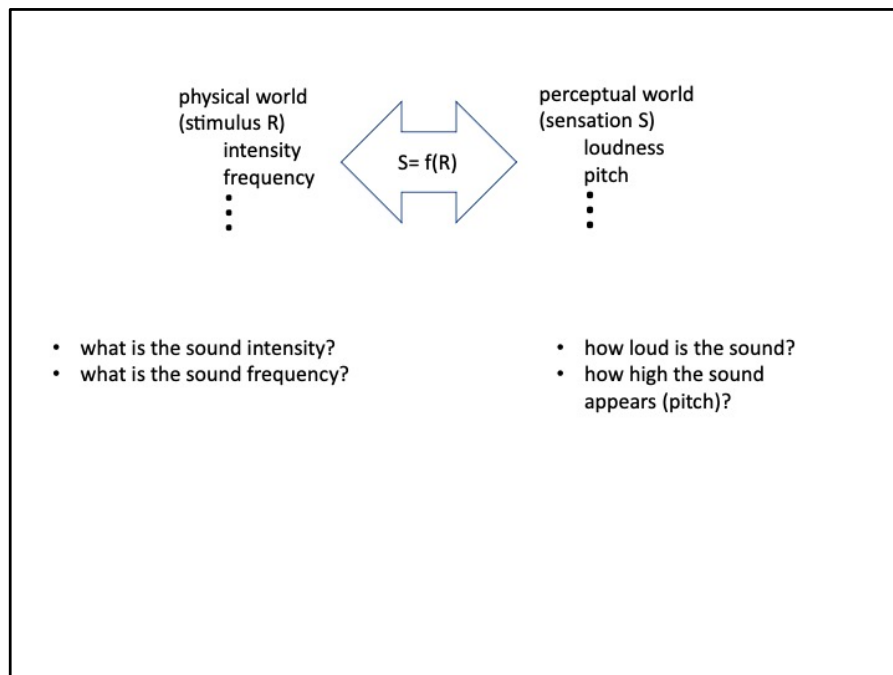 physical world
(stimulus R)
intensity
frequency
S= f(R)
perceptual world
(sensation S)
loudness
pitch
• what is the sound intensity?
• what is the sound frequency?
• how loud is the sound?
• how high the sound
appears (pitch)?